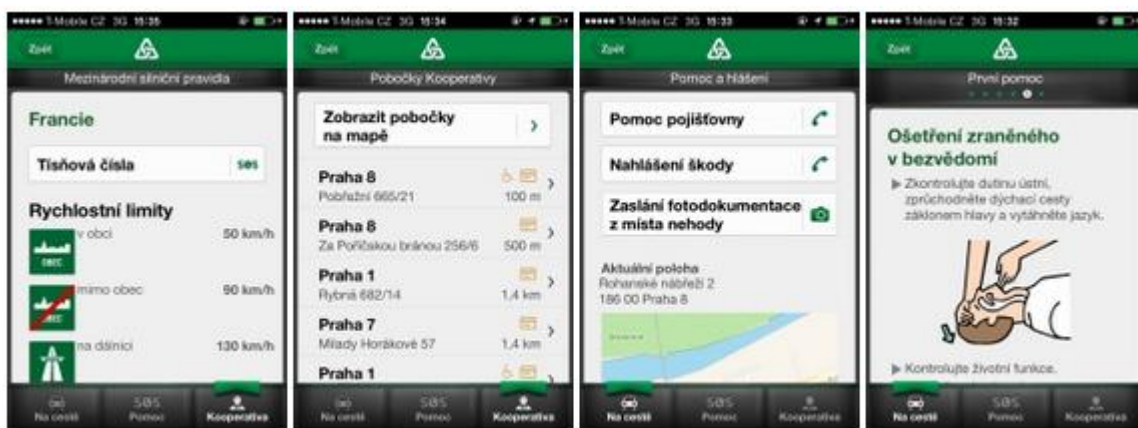 T-Mobile CZ 3G 15:35
Zpět
Mezinárodní silniční pravidla
Francie
Tísňová čísla
SOS
Rychlostní limity
v obci 50 km/h
OBEC
mimo obec 90 km/h
na dálnici 130 km/h
Na cestě
SOS
Pomoc
Kooperativa
T-Mobile CZ 3G 15:34
Zpět
Pobočky Kooperativy
Zobrazit pobočky
na mapě
Praha 8
Pobřežní 665/21 100 m
Praha 8
Za Poříčskou bránou 256/6 500 m
Praha 1
Rybná 682/14 1,4 km
Praha 7
Milady Horákové 57 1,4 km
Praha 1
Na cestě
SOS
Pomoc
Kooperativa
T-Mobile CZ 3G 15:33
Zpět
Pomoc a hlášení
Pomoc pojišťovny
Nahlášení škody
Zaslání fotodokumentace
z místa nehody
Aktuální poloha
Rohanské nábřeží 2
186 00 Praha 8
Na cestě
SOS
Pomoc
Kooperativa
T-Mobile CZ 3G 15:32
Zpět
První pomoc
Ošetření zraněného
v bezvědomí
Zkontrolujte dutinu ústní,
zprůchodněte dýchací cesty
záklonem hlavy a vytáhněte jazyk.
Kontrolujte životní funkce.
Na cestě
SOS
Pomoc
Kooperativa